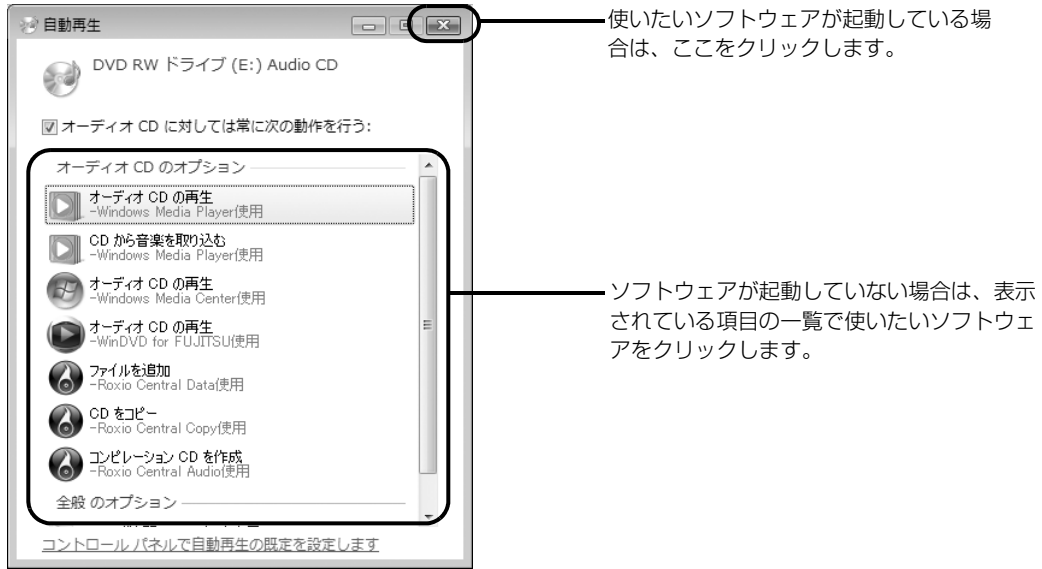 自動再生
DVD RW ドライブ (E:) Audio CD
オーディオ CD に対しては常に次の動作を行う:
オーディオ CD のオプション
オーディオ CD の再生
-Windows Media Player使用
CD から音楽を取り込む
-Windows Media Player使用
オーディオ CD の再生
-Windows Media Center使用
オーディオ CD の再生
-WinDVD for FUJITSU使用
ファイルを追加
-Roxio Central Data使用
CD をコピー
-Roxio Central Copy使用
コンピレーション CD を作成
-Roxio Central Audio使用
全般 のオプション
コントロール パネルで自動再生の既定を設定します
使いたいソフトウェアが起動している場
合は、ここをクリックします。
ソフトウェアが起動していない場合は、表示
されている項目の一覧で使いたいソフトウェ
アをクリックします。